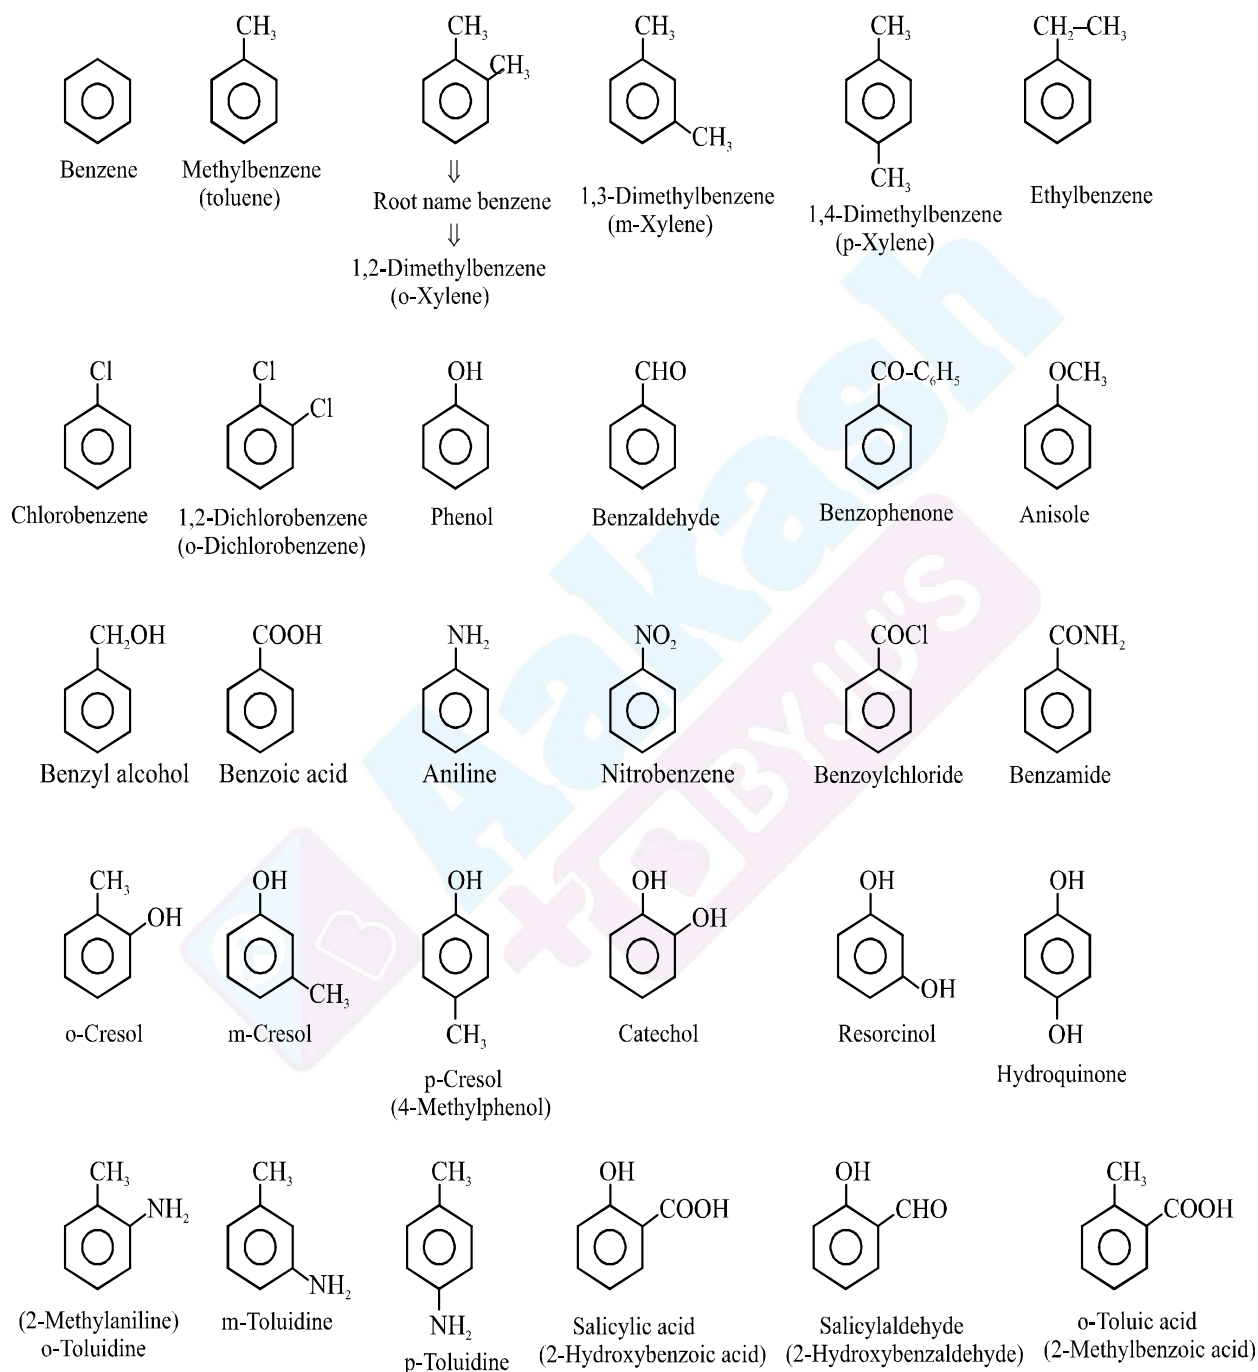 CH₃ CH₃ CH₃ CH₃ CH₂–CH₃
CH₃
CH₃
CH₃
Benzene
Methylbenzene
(toluene)
⇓
Root name benzene
⇓
1,2-Dimethylbenzene
(o-Xylene)
1,3-Dimethylbenzene
(m-Xylene)
1,4-Dimethylbenzene
(p-Xylene)
Ethylbenzene
Cl Cl OH CHO CO-C₆H₅ OCH₃
Cl
Chlorobenzene
1,2-Dichlorobenzene
(o-Dichlorobenzene)
Phenol
Benzaldehyde
Benzophenone
Anisole
CH₂OH COOH NH₂ NO₂ COCl CONH₂
Benzyl alcohol
Benzoic acid
Aniline
Nitrobenzene
Benzoylchloride
Benzamide
CH₃ OH OH OH OH OH
OH OH
CH₃ OH
CH₃ OH
o-Cresol
m-Cresol
p-Cresol
(4-Methylphenol)
Catechol
Resorcinol
Hydroquinone
CH₃ CH₃ CH₃ OH OH CH₃
NH₂ COOH CHO COOH
NH₂
NH₂
(2-Methylaniline)
o-Toluidine
m-Toluidine
p-Toluidine
Salicylic acid
(2-Hydroxybenzoic acid)
Salicylaldehyde
(2-Hydroxybenzaldehyde)
o-Toluic acid
(2-Methylbenzoic acid)
Aakash
B
+ BYJU'S